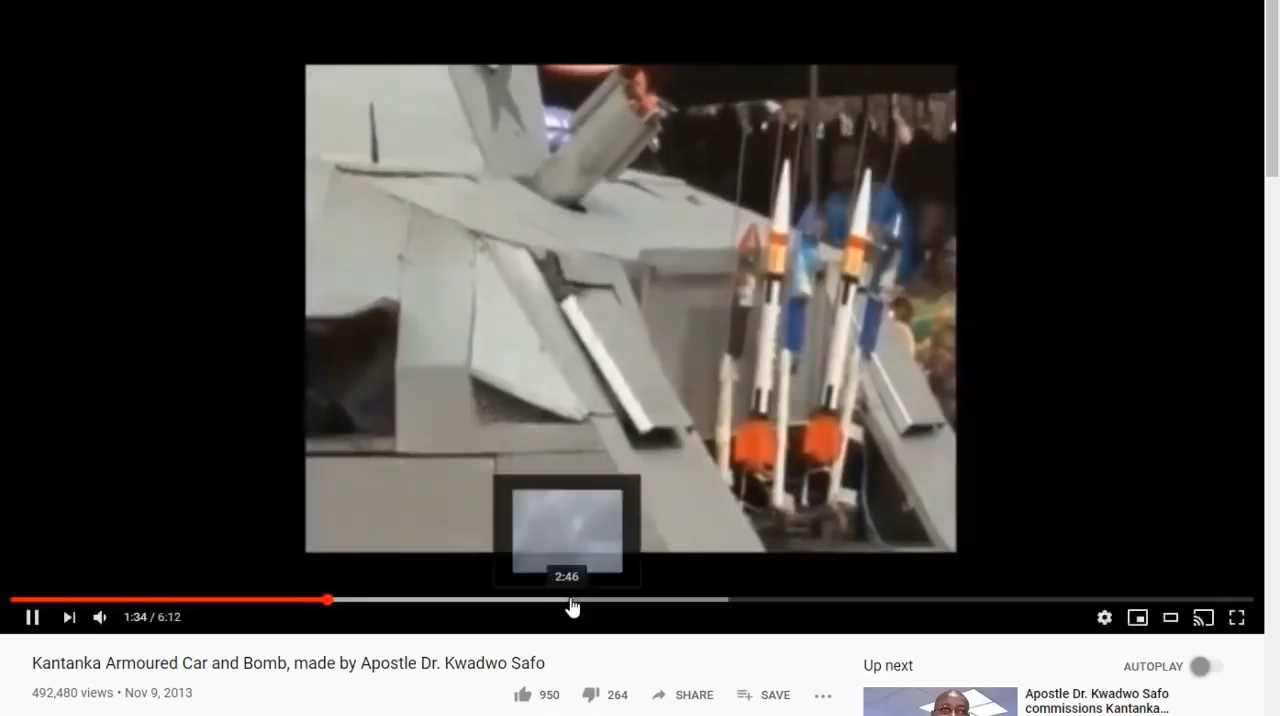 2:46
1:34 / 6:12
Kantanka Armoured Car and Bomb, made by Apostle Dr. Kwadwo Safo
492,480 views • Nov 9, 2013
950
264
SHARE
SAVE
Up next
AUTOPLAY
Apostle Dr. Kwadwo Safo
commissions Kantanka...